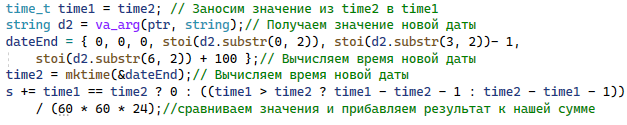 time_t time1 = time2; // Заносим значение из time2 в time1
string d2 = va_arg(ptr, string);// Получаем значение новой даты
dateEnd = { 0, 0, 0, stoi(d2.substr(0, 2)), stoi(d2.substr(3, 2))- 1,
stoi(d2.substr(6, 2)) + 100 };// Вычисляем время новой даты
time2 = mktime(&dateEnd);// Вычисляем время новой даты
s += time1 == time2 ? 0 : ((time1 > time2 ? time1 - time2 - 1 : time2 - time1 - 1))
/ (60 * 60 * 24);//сравниваем значения и прибавляем результат к нашей сумме